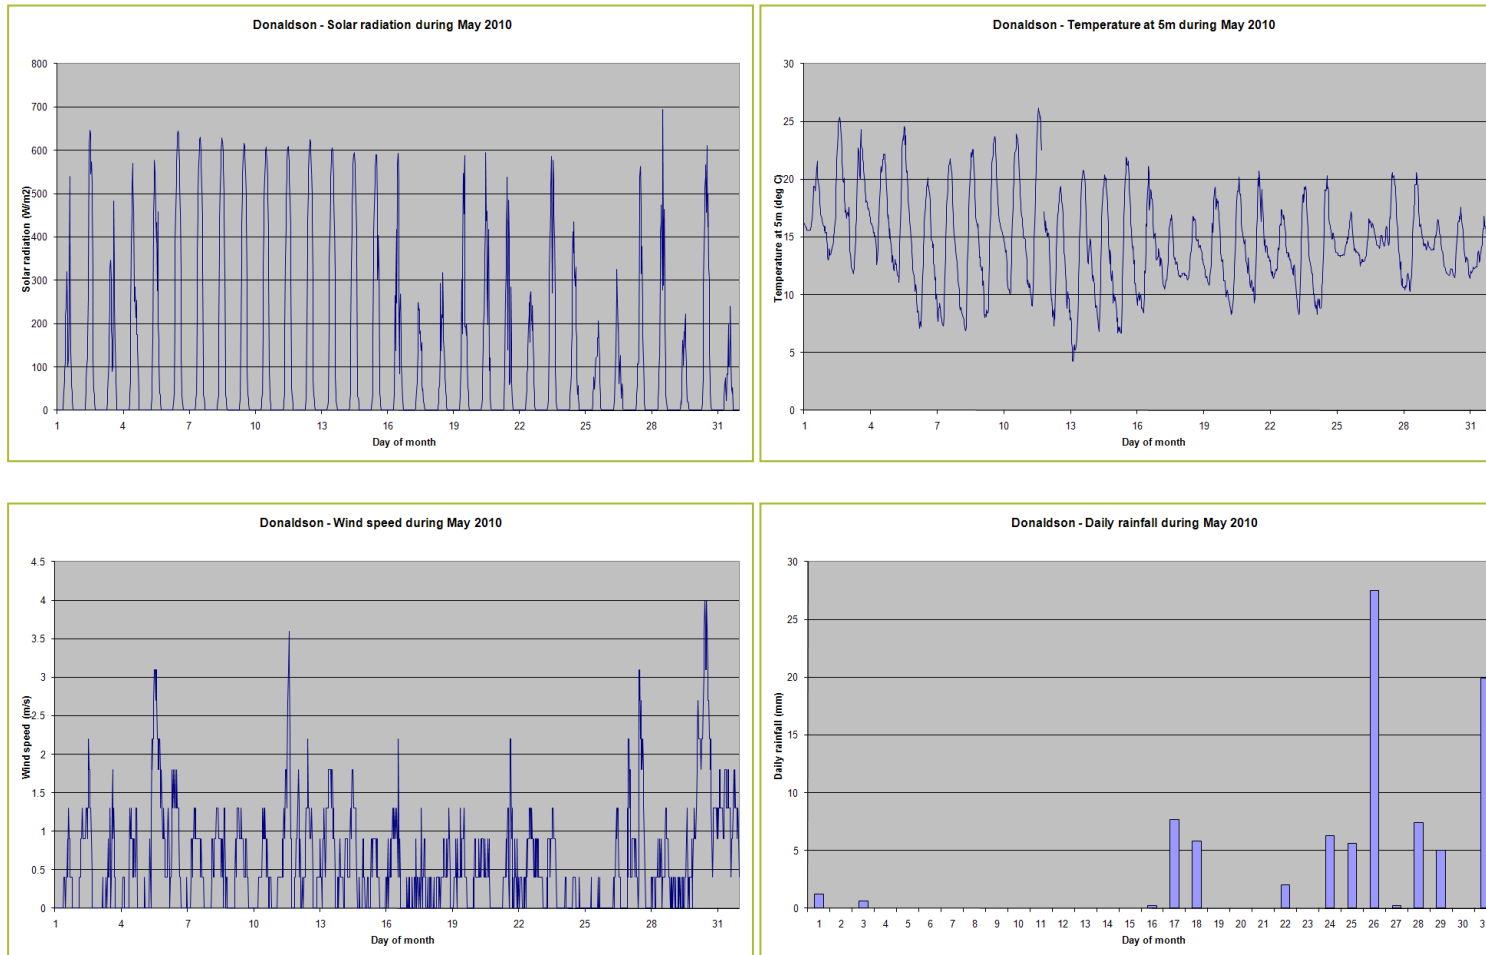 Donaldson - Solar radiation during May 2010
800
700
600
500
400
300
200
100
0
Solar radiation (W/m2)
1 4 7 10 13 16 19 22 25 28 31
Day of month
Donaldson - Temperature at 5m during May 2010
30
25
20
15
10
5
0
Temperature at 5m (deg C)
1 4 7 10 13 16 19 22 25 28 31
Day of month
Donaldson - Wind speed during May 2010
4.5
4
3.5
3
2.5
2
1.5
1
0.5
0
Wind speed (m/s)
1 4 7 10 13 16 19 22 25 28 31
Day of month
Donaldson - Daily rainfall during May 2010
30
25
20
15
10
5
0
Daily rainfall (mm)
1 2 3 4 5 6 7 8 9 10 11 12 13 14 15 16 17 18 19 20 21 22 23 24 25 26 27 28 29 30 3
Day of month